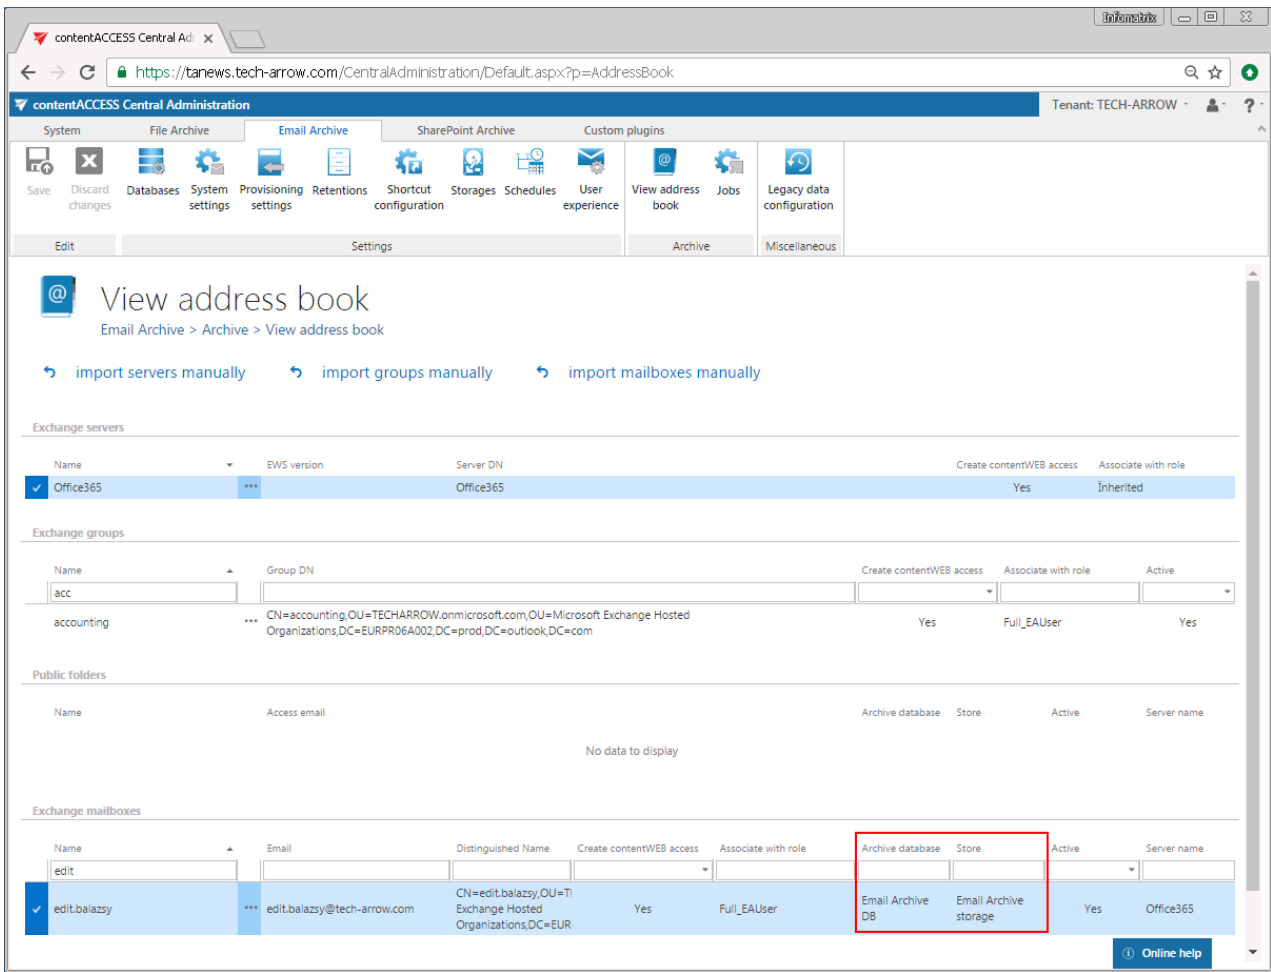 Infomatrix
contentACCESS Central Ad
https://tanews.tech-arrow.com/CentralAdministration/Default.aspx?p=AddressBook
contentACCESS Central Administration
Tenant: TECH-ARROW
?
System File Archive Email Archive SharePoint Archive Custom plugins
Save Discard changes Databases System settings Provisioning settings Retentions Shortcut configuration Storages Schedules User experience View address book Jobs Legacy data configuration
Edit Settings Archive Miscellaneous
View address book
Email Archive > Archive > View address book
import servers manually import groups manually import mailboxes manually
Exchange servers
Name EWS version Server DN Create contentWEB access Associate with role
Office365 ••• Office365 Yes Inherited
Exchange groups
Name Group DN Create contentWEB access Associate with role Active
acc
accounting ••• CN=accounting,OU=TECHARROW.onmicrosoft.com,OU=Microsoft Exchange Hosted
Organizations,DC=EURPR06A002,DC=prod,DC=outlook,DC=com
Yes Full_EAUser Yes
Public folders
Name Access email Archive database Store Active Server name
No data to display
Exchange mailboxes
Name Email Distinguished Name Create contentWEB access Associate with role Archive database Store Active Server name
edit
edit.balazsy ••• edit.balazsy@tech-arrow.com
CN=edit.balazsy,OU=T
Exchange Hosted
Organizations,DC=EUR
Yes Full_EAUser
Email Archive
DB
Email Archive
storage
Yes Office365
Online help